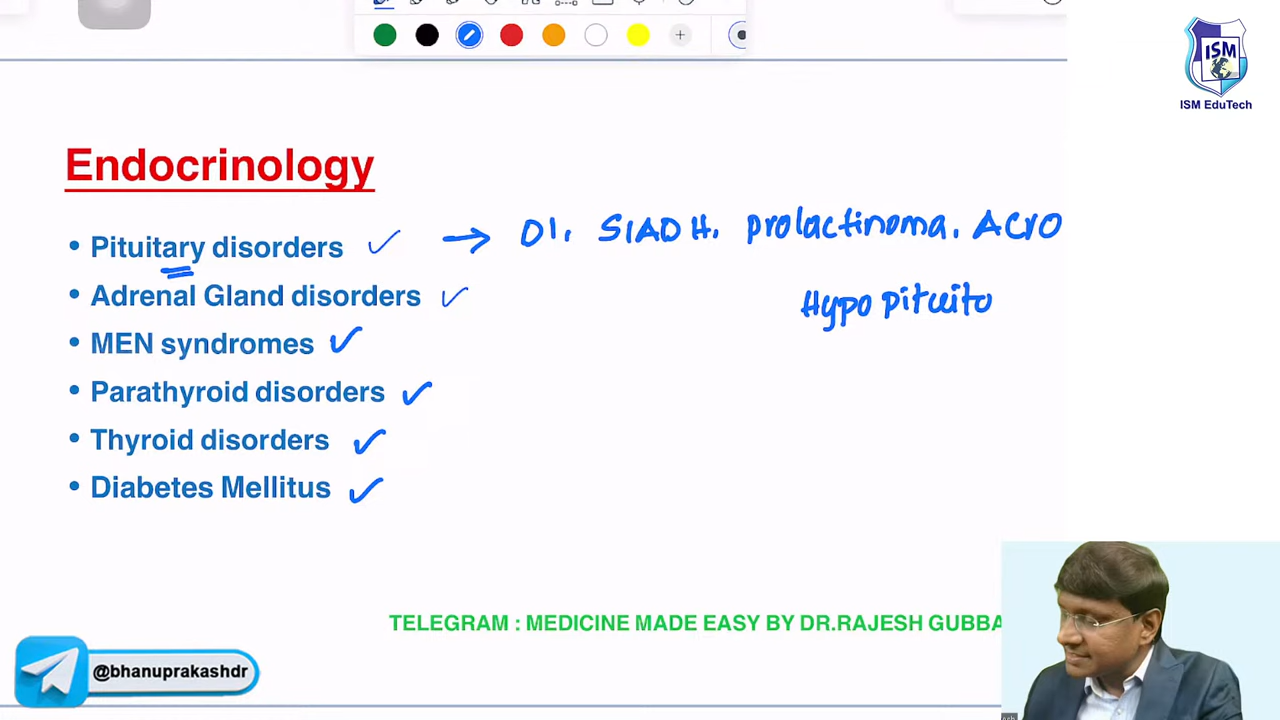 ISM
ISM EduTech
Endocrinology
• Pituitary disorders ✓ → DI. SIADH. prolactinoma. Acro
Hypo pituito
• Adrenal Gland disorders ✓
• MEN syndromes ✓
• Parathyroid disorders ✓
• Thyroid disorders ✓
• Diabetes Mellitus ✓
TELEGRAM : MEDICINE MADE EASY BY DR.RAJESH GUBBA
@bhanuprakashdr